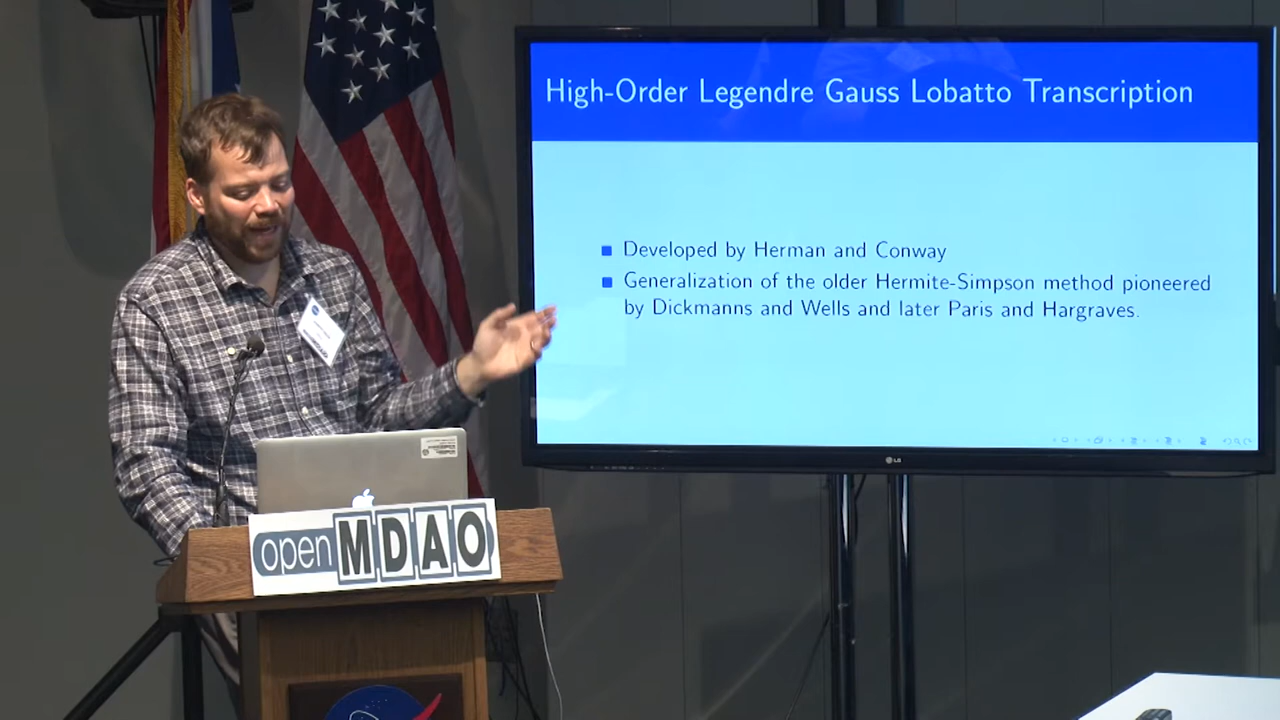 High-Order Legendre Gauss Lobatto Transcription
Developed by Herman and Conway
Generalization of the older Hermite-Simpson method pioneered
by Dickmanns and Wells and later Paris and Hargraves.
LG
openMDAO